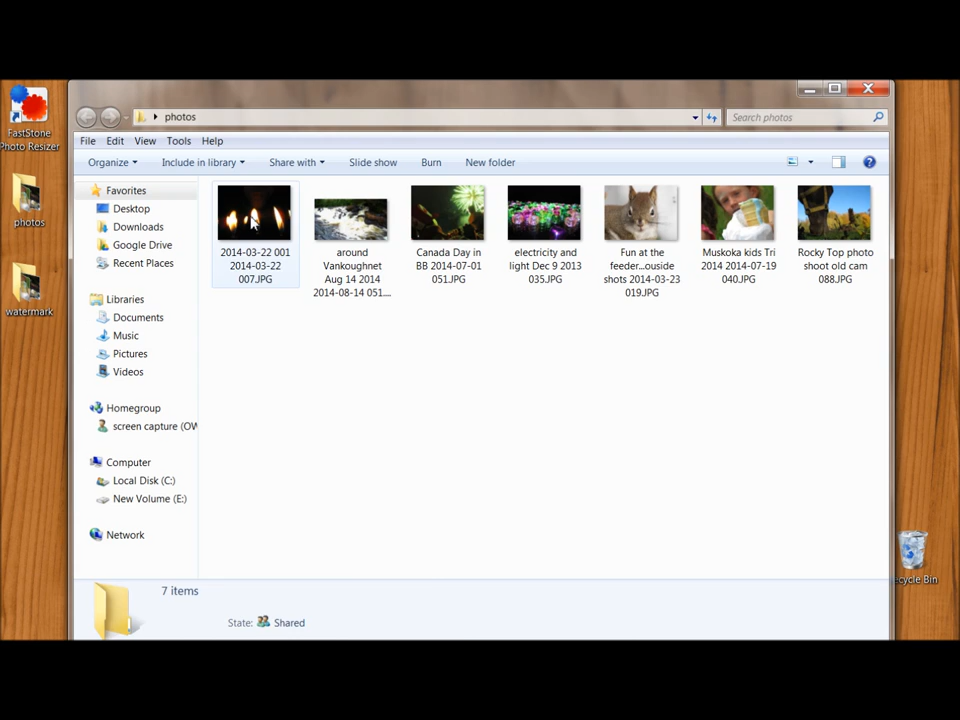 FastStone
Photo Resizer
photos
watermark
photos
Search photos
File Edit View Tools Help
Organize Include in library Share with Slide show Burn New folder
Favorites
Desktop
Downloads
Google Drive
Recent Places
Libraries
Documents
Music
Pictures
Videos
Homegroup
screen capture (OW
Computer
Local Disk (C:)
New Volume (E:)
Network
2014-03-22 001
2014-03-22
007.JPG
around
Vankoughnet
Aug 14 2014
2014-08-14 051....
Canada Day in
BB 2014-07-01
051.JPG
electricity and
light Dec 9 2013
035.JPG
Fun at the
feeder...ouside
shots 2014-03-23
019.JPG
Muskoka kids Tri
2014 2014-07-19
040.JPG
Rocky Top photo
shoot old cam
088.JPG
7 items
State: Shared
ecycle Bin